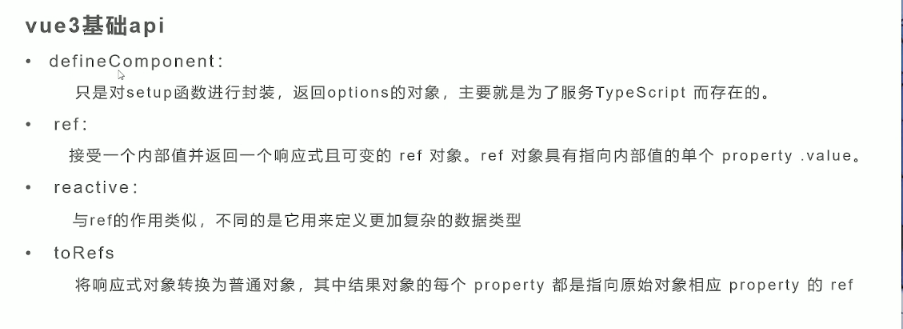 vue3基础api
• defineComponent：
只是对setup函数进行封装，返回options的对象，主要就是为了服务TypeScript 而存在的。
• ref：
接受一个内部值并返回一个响应式且可变的 ref 对象。ref 对象具有指向内部值的单个 property .value。
• reactive：
与ref的作用类似，不同的是它用来定义更加复杂的数据类型
• toRefs
将响应式对象转换为普通对象，其中结果对象的每个 property 都是指向原始对象相应 property 的 ref